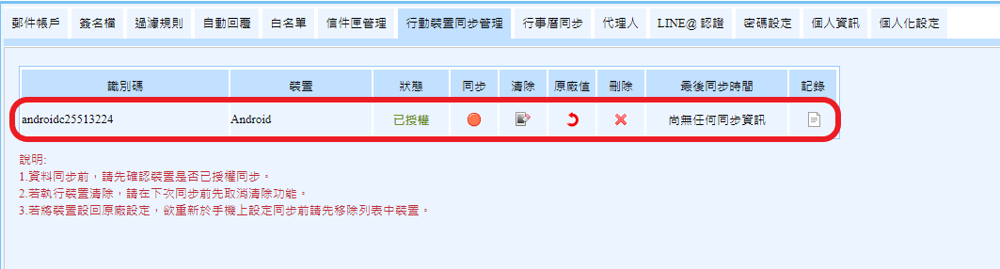 郵件帳戶 簽名檔 過濾規則 自動回覆 白名單 信件匣管理 行動裝置同步管理 行事曆同步 代理人 LINE@ 認證 密碼設定 個人資訊 個人化設定
識別碼 裝置 狀態 同步 清除 原廠值 刪除 最後同步時間 記錄
androidc25513224 Android 已授權 尚無任何同步資訊
說明:
1.資料同步前，請先確認裝置是否已授權同步。
2.若執行裝置清除，請在下次同步前先取消清除功能。
3.若將裝置設回原廠設定，欲重新於手機上設定同步前請先移除列表中裝置。